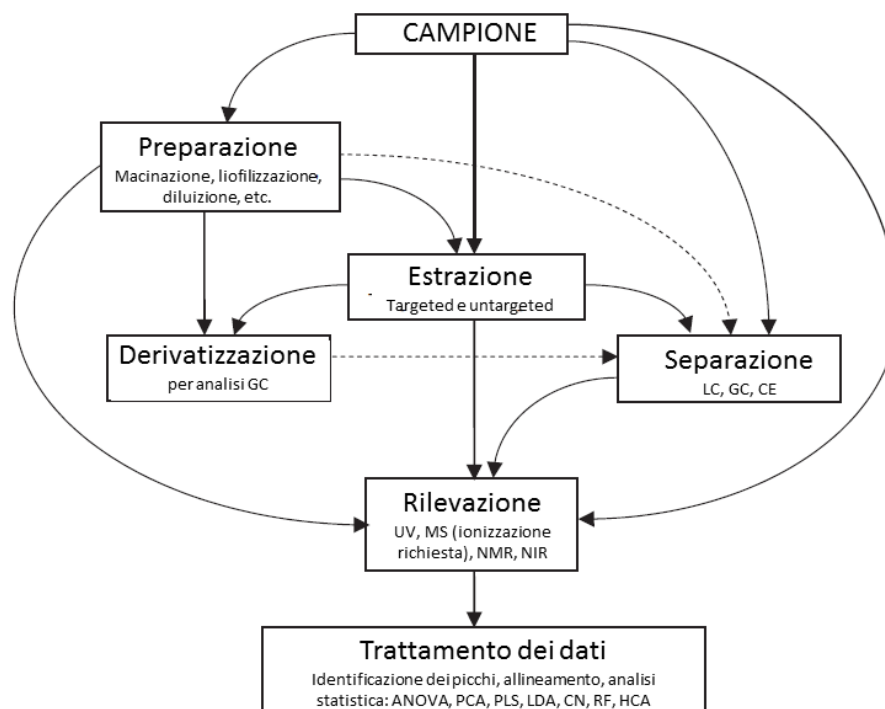 CAMPIONE
Preparazione
Macinazione, liofilizzazione,
diluizione, etc.
Estrazione
Targeted e untargeted
Derivatizzazione
per analisi GC
Separazione
LC, GC, CE
Rilevazione
UV, MS (ionizzazione
richiesta), NMR, NIR
Trattamento dei dati
Identificazione dei picchi, allineamento, analisi
statistica: ANOVA, PCA, PLS, LDA, CN, RF, HCA